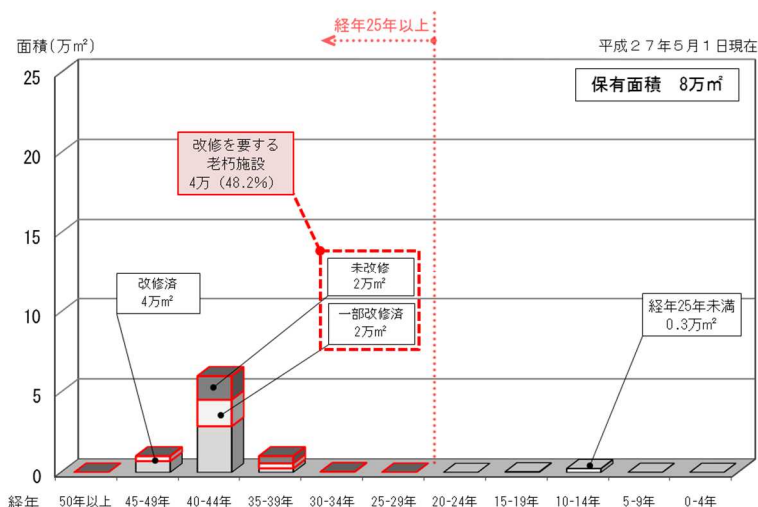 経年25年以上
面積(万㎡)
平成27年5月1日現在
保有面積 8万㎡
25
20
15
10
5
0
改修を要する
老朽施設
4万(48.2%)
改修済
4万㎡
未改修
2万㎡
一部改修済
2万㎡
経年25年未満
0.3万㎡
経年 50年以上 45-49年 40-44年 35-39年 30-34年 25-29年 20-24年 15-19年 10-14年 5-9年 0-4年